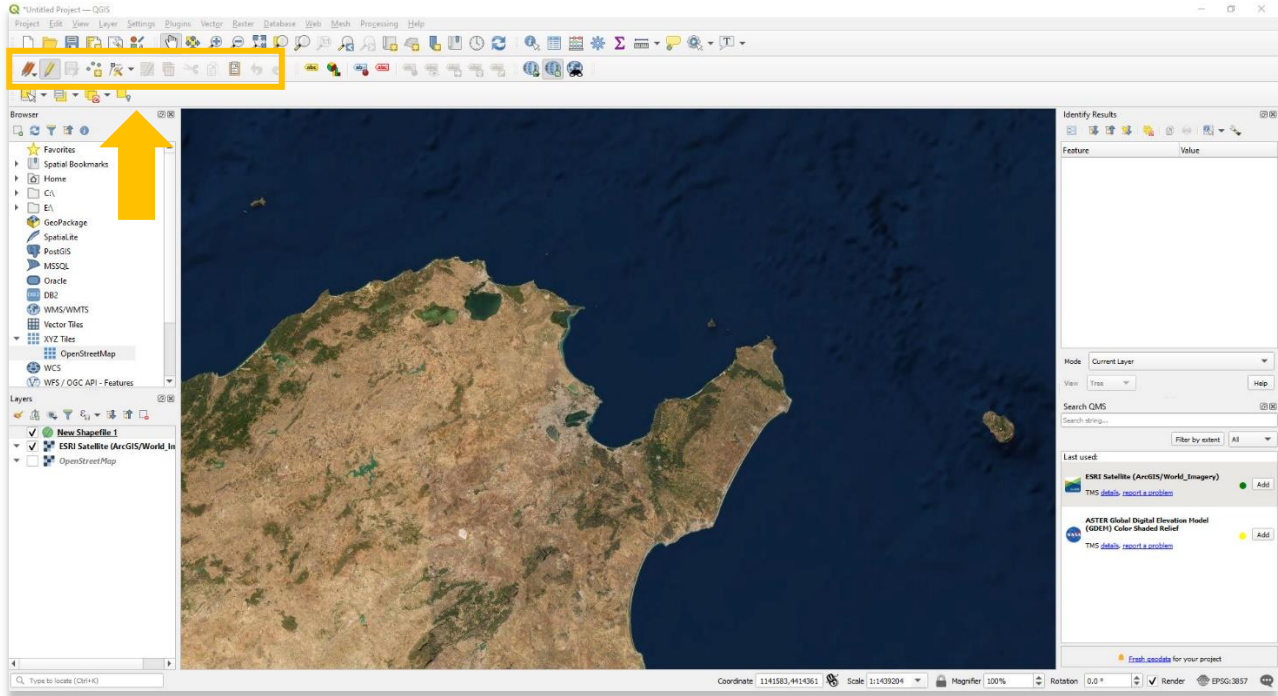 *Untitled Project — QGIS
Project Edit View Layer Settings Plugins Vector Raster Database Web Mesh Processing Help
Browser
Favorites
Spatial Bookmarks
Home
C:\
E:\
GeoPackage
SpatiaLite
PostGIS
MSSQL
Oracle
DB2
WMS/WMTS
Vector Tiles
XYZ Tiles
OpenStreetMap
WCS
WFS / OGC API - Features
Layers
New Shapefile 1
ESRI Satellite (ArcGIS/World_In
OpenStreetMap
Identify Results
Feature Value
Mode Current Layer
View Tree Help
Search QMS
Search string...
Filter by extent All
Last used:
ESRI Satellite (ArcGIS/World_Imagery)
TMS details, report a problem
Add
ASTER Global Digital Elevation Model
(GDEM) Color Shaded Relief
TMS details, report a problem
Add
Fresh geodata for your project
Type to locate (Ctrl+K) Coordinate 1141583,4414361 Scale 1:1439204 Magnifier 100% Rotation 0.0 ° Render EPSG:3857